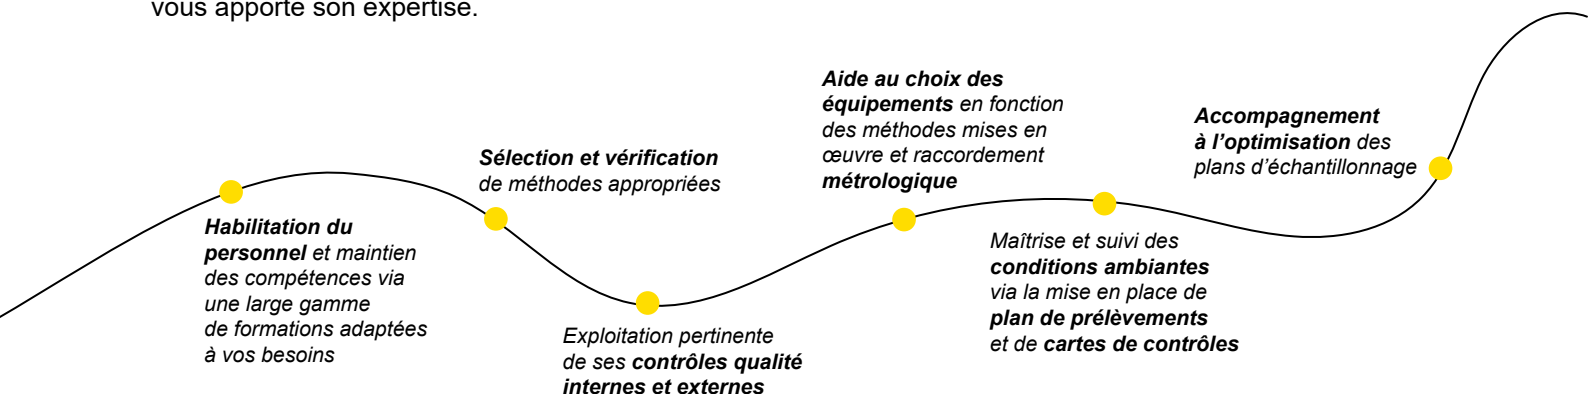 vous apporte son expertise.
Habilitation du
personnel et maintien
des compétences via
une large gamme
de formations adaptées
à vos besoins
Sélection et vérification
de méthodes appropriées
Exploitation pertinente
de ses contrôles qualité
internes et externes
Aide au choix des
équipements en fonction
des méthodes mises en
œuvre et raccordement
métrologique
Maîtrise et suivi des
conditions ambiantes
via la mise en place de
plan de prélèvements
et de cartes de contrôles
Accompagnement
à l’optimisation des
plans d’échantillonnage